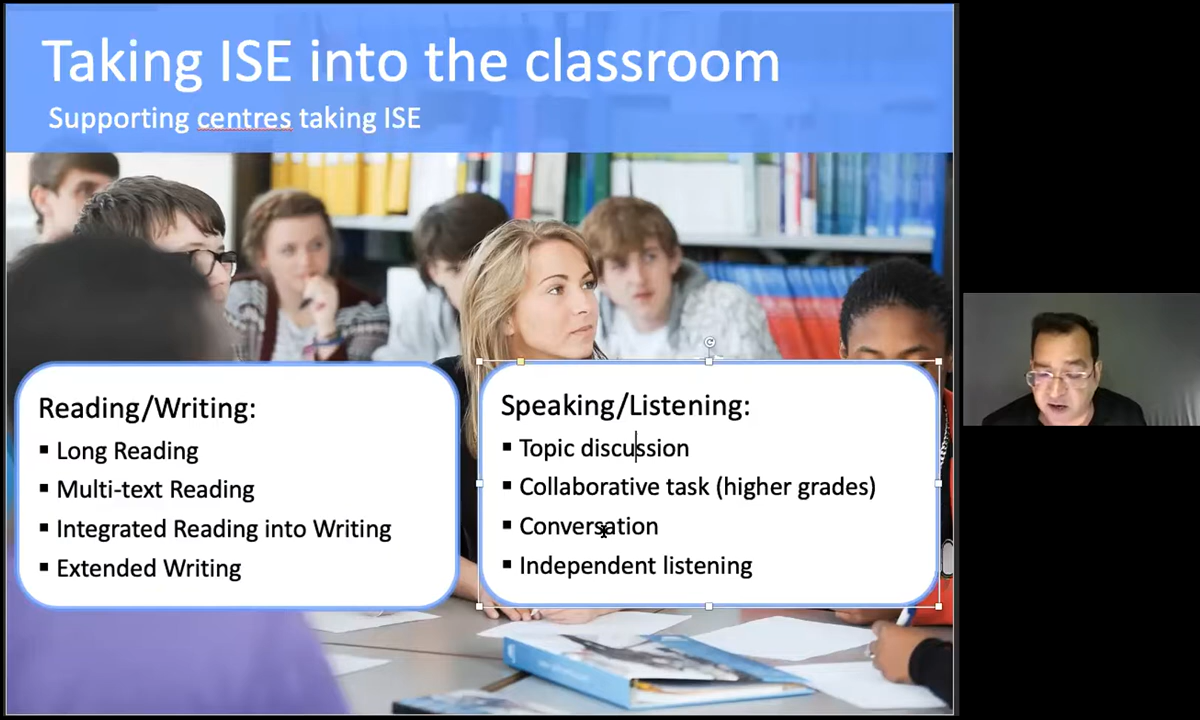 Taking ISE into the classroom
Supporting centres taking ISE
Reading/Writing:
▪ Long Reading
▪ Multi-text Reading
▪ Integrated Reading into Writing
▪ Extended Writing
Speaking/Listening:
▪ Topic discussion
▪ Collaborative task (higher grades)
▪ Conversation
▪ Independent listening